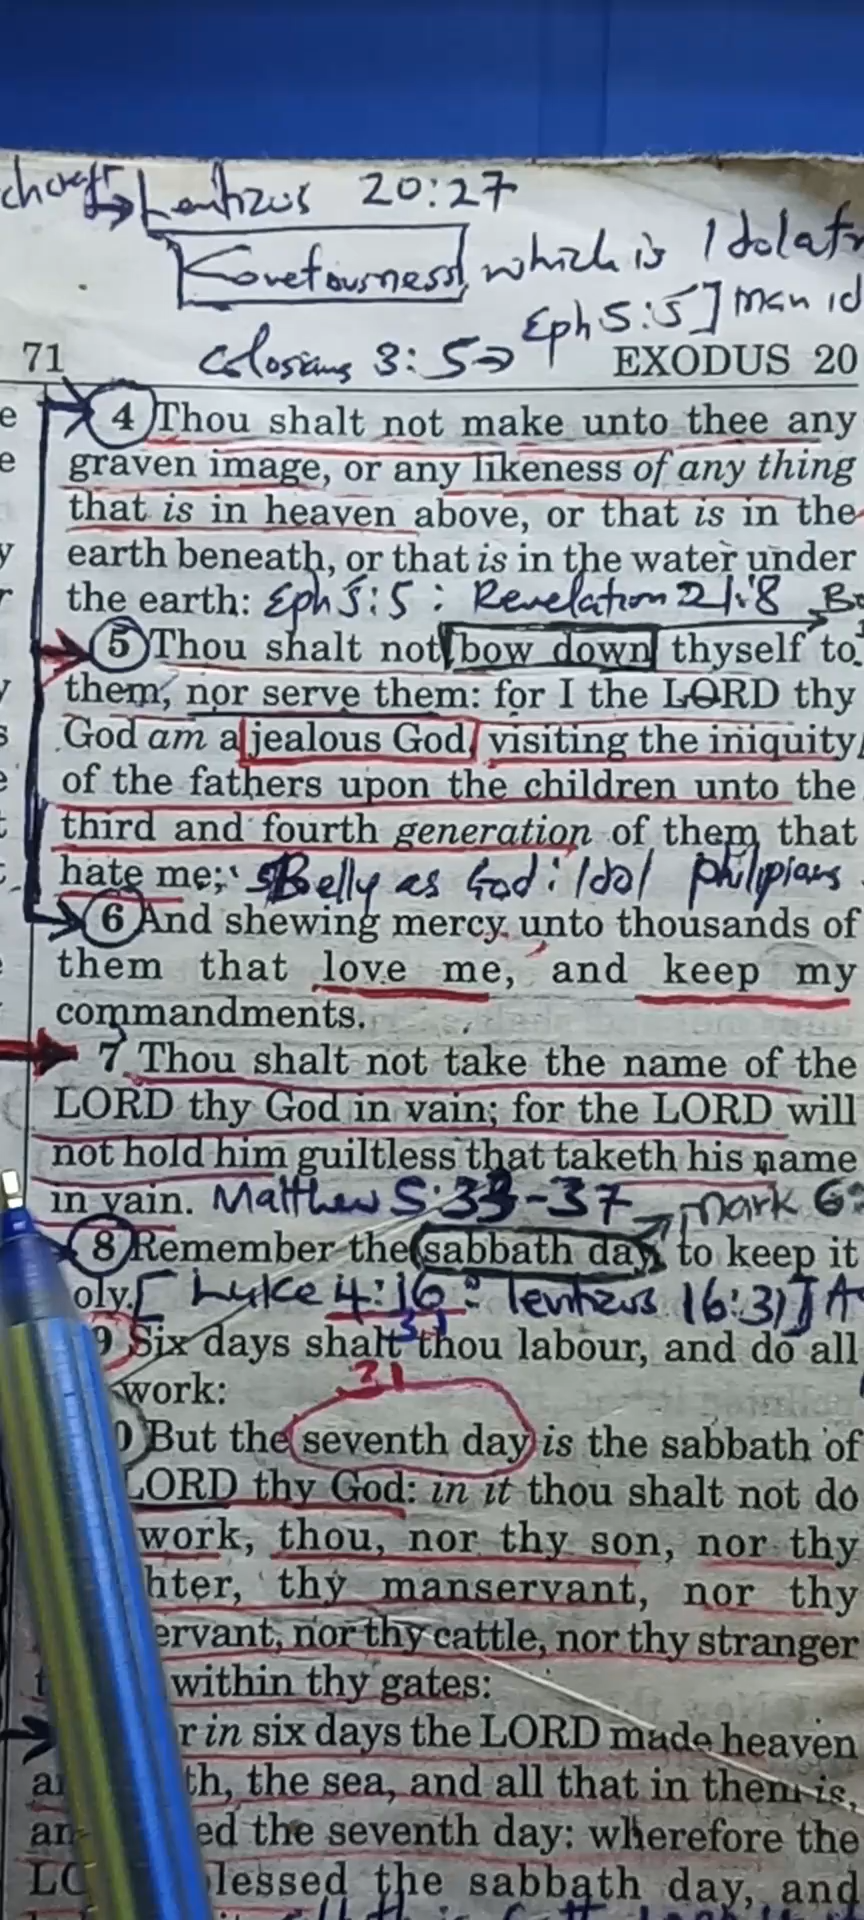 20:27
Kovetousness, which is
Eph 5:5]
71 3:5 EXODUS 20
4 Thou shalt not make unto thee any
graven image, or any likeness of any thing
that is in heaven above, or that is in the
earth beneath, or that is in the water under
the earth: Eph 5:5: Revelation 21:8
5 Thou shalt not bow down thyself to
them, nor serve them: for I the LORD thy
God am a jealous God, visiting the iniquity
of the fathers upon the children unto the
third and fourth generation of them that
hate me; Belly as God: Idol
6 And shewing mercy unto thousands of
them that love me, and keep my
commandments.
7 Thou shalt not take the name of the
LORD thy God in vain; for the LORD will
not hold him guiltless that taketh his name
in vain. Matthew 5:33-37 Mark
8 Remember the sabbath day, to keep it
oly. [Luke 4:16: 16:31]
31
9 Six days shalt thou labour, and do all
work: 31
But the seventh day is the sabbath of
LORD thy God: in it thou shalt not do
work, thou, nor thy son, nor thy
hter, thy manservant, nor thy
ervant, nor thy cattle, nor thy stranger
within thy gates:
r in six days the LORD made heaven
th, the sea, and all that in them is,
ed the seventh day: wherefore the
lessed the sabbath day, and